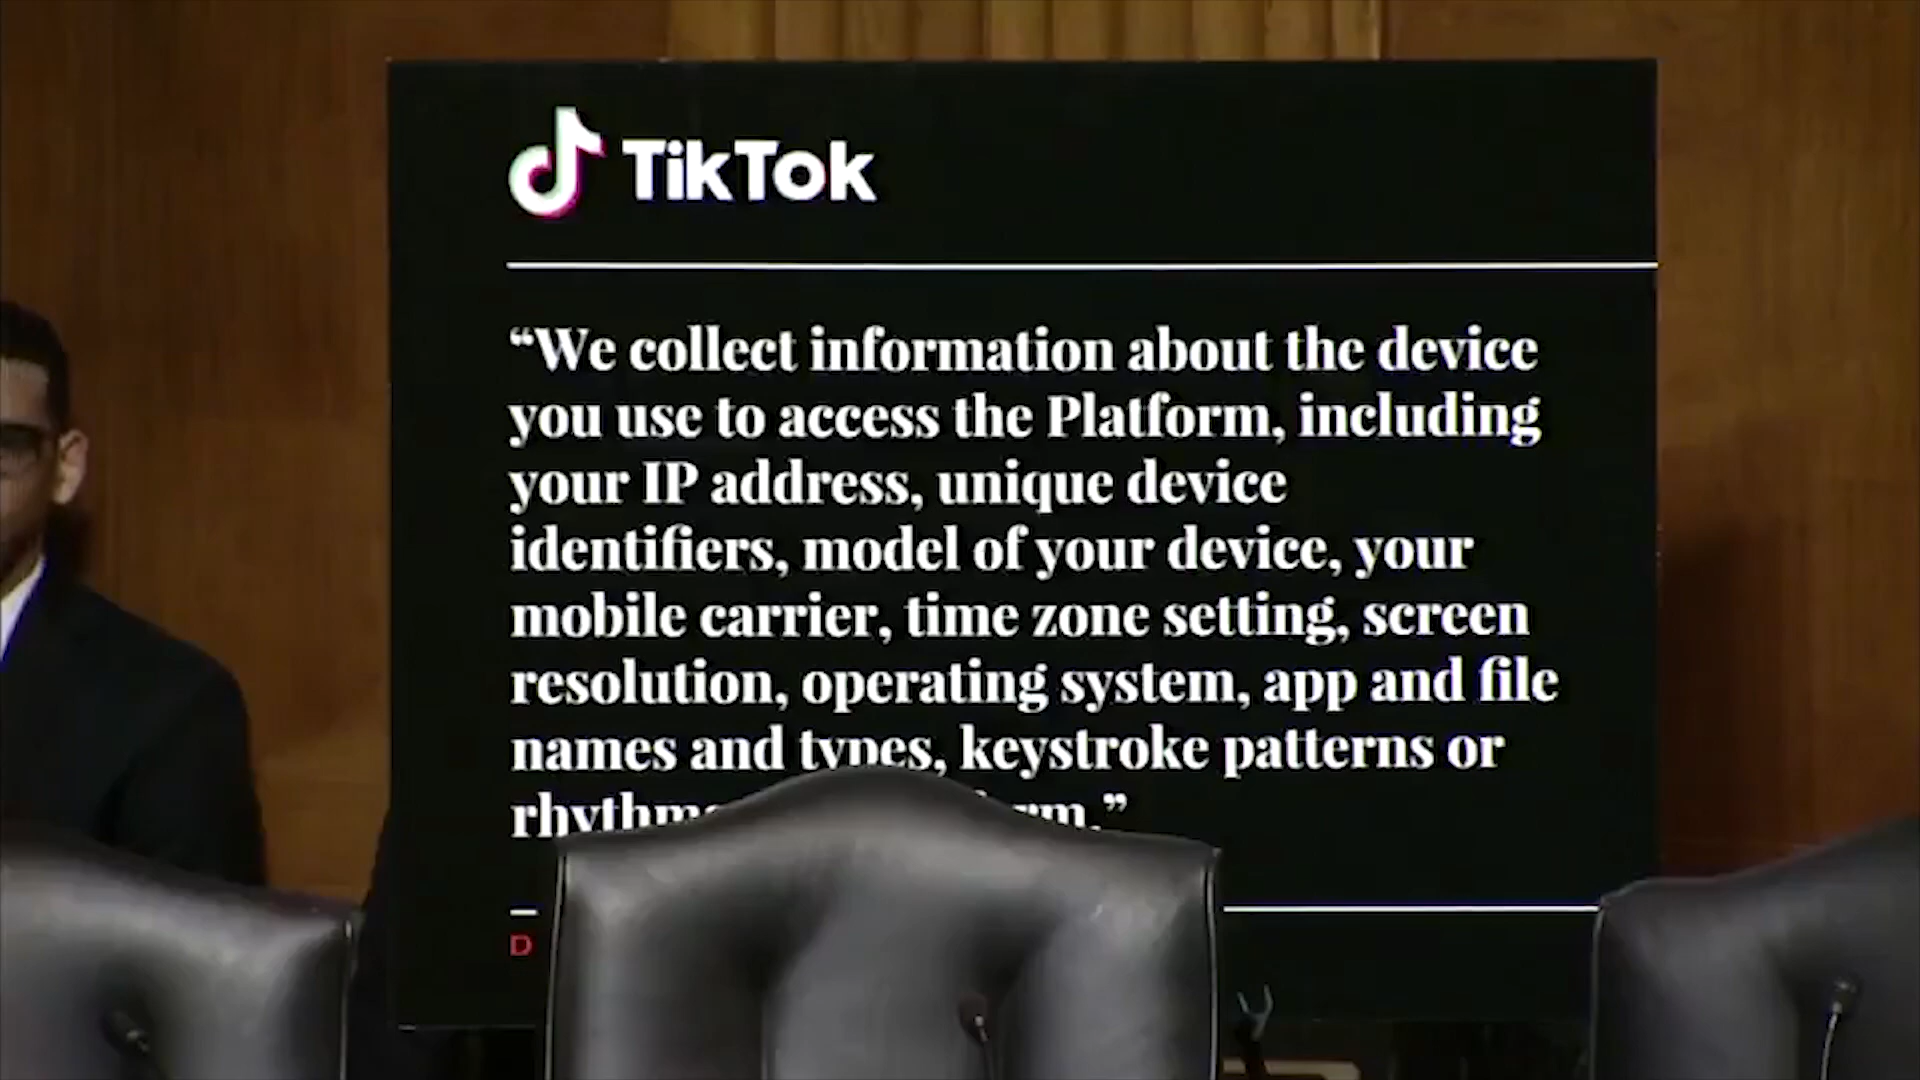 TikTok
“We collect information about the device
you use to access the Platform, including
your IP address, unique device
identifiers, model of your device, your
mobile carrier, time zone setting, screen
resolution, operating system, app and file
names and types, keystroke patterns or